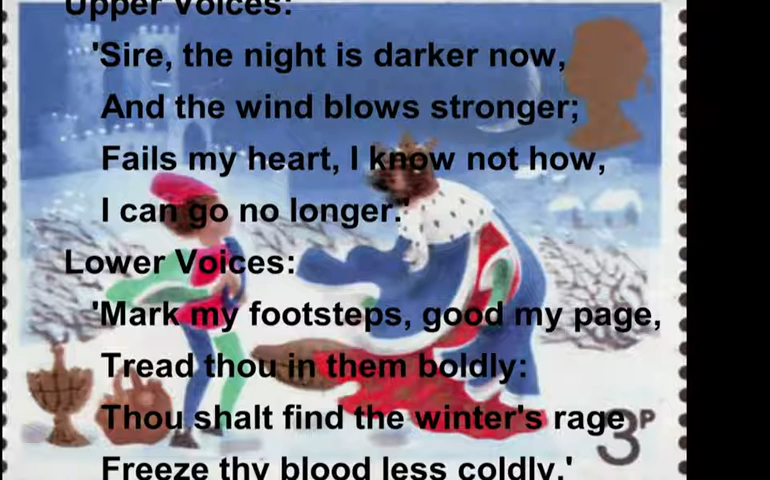 Upper Voices:
'Sire, the night is darker now,
And the wind blows stronger;
Fails my heart, I know not how,
I can go no longer.'
Lower Voices:
'Mark my footsteps, good my page,
Tread thou in them boldly:
Thou shalt find the winter's rage
Freeze thy blood less coldly.'
3P